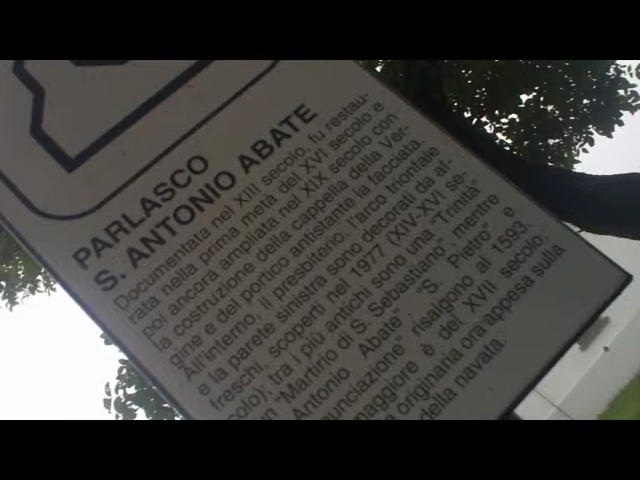 PARLASCO
S. ANTONIO ABATE
Documentata nel XIII secolo, fu restau-
rata nella prima metà del XVI secolo e
poi ancora ampliata nel XIX secolo con
la costruzione della cappella della Ver-
gine e del portico antistante la facciata.
All'interno, il presbiterio, l'arco trionfale
e la parete sinistra sono decorati da af-
freschi, scoperti nel 1977 (XIV-XVI se-
colo), tra i più antichi sono una "Trinità"
"Martirio di S. Sebastiano" mentre
Antonio Abate", "S. Pietro" e
risalgono al 1593.
maggiore è del XVII secolo,
originaria ora appesa sulla
della navata.